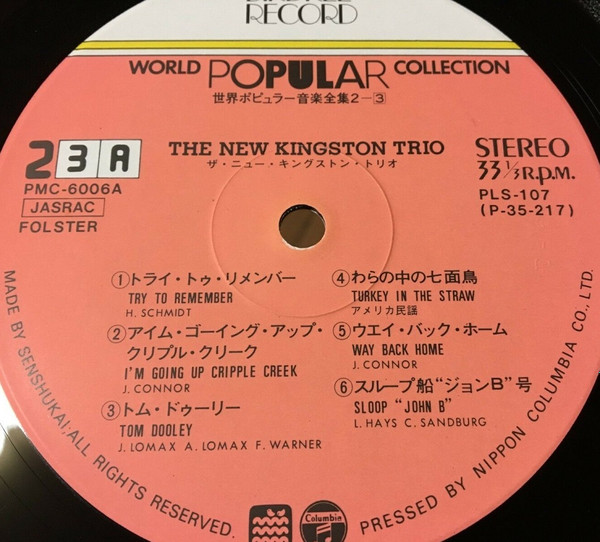 RECORD
WORLD POPULAR COLLECTION
世界ポピュラー音楽全集2-3
2 3 A
THE NEW KINGSTON TRIO
ザ・ニュー・キングストン・トリオ
STEREO
33 1/3 R.P.M.
PMC-6006A
JASRAC
FOLSTER
PLS-107
(P-35-217)
①トライ・トゥ・リメンバー
TRY TO REMEMBER
H. SCHMIDT
②アイム・ゴーイング・アップ・
クリプル・クリーク
I'M GOING UP CRIPPLE CREEK
J. CONNOR
③トム・ドゥーリー
TOM DOOLEY
J. LOMAX A. LOMAX F. WARNER
④わらの中の七面鳥
TURKEY IN THE STRAW
アメリカ民謡
⑤ウエイ・バック・ホーム
WAY BACK HOME
J. CONNOR
⑥スループ船“ジョンB”号
SLOOP “JOHN B”
L. HAYS C. SANDBURG
MADE BY SENSHUKAI; ALL RIGHTS RESERVED.
Columbia
PRESSED BY NIPPON COLUMBIA CO., LTD.